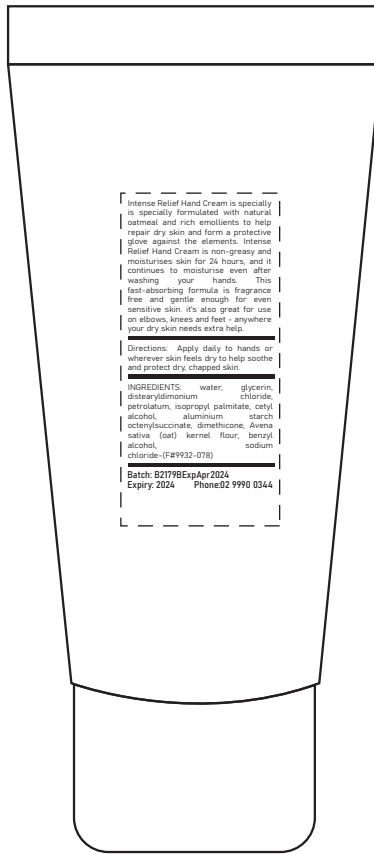 Intense Relief Hand Cream is specially
is specially formulated with natural
oatmeal and rich emollients to help
repair dry skin and form a protective
glove against the elements. Intense
Relief Hand Cream is non-greasy and
moisturises skin for 24 hours, and it
continues to moisturise even after
washing your hands. This
fast-absorbing formula is fragrance
free and gentle enough for even
sensitive skin. it's also great for use
on elbows, knees and feet - anywhere
your dry skin needs extra help.
Directions: Apply daily to hands or
wherever skin feels dry to help soothe
and protect dry, chapped skin.
INGREDIENTS: water, glycerin,
distearyldimonium chloride,
petrolatum, isopropyl palmitate, cetyl
alcohol, aluminium starch
octenylsuccinate, dimethicone, Avena
sativa (oat) kernel flour, benzyl
alcohol, sodium
chloride-(F#9932-078)
Batch: B2179BExpApr2024
Expiry: 2024 Phone:02 9990 0344